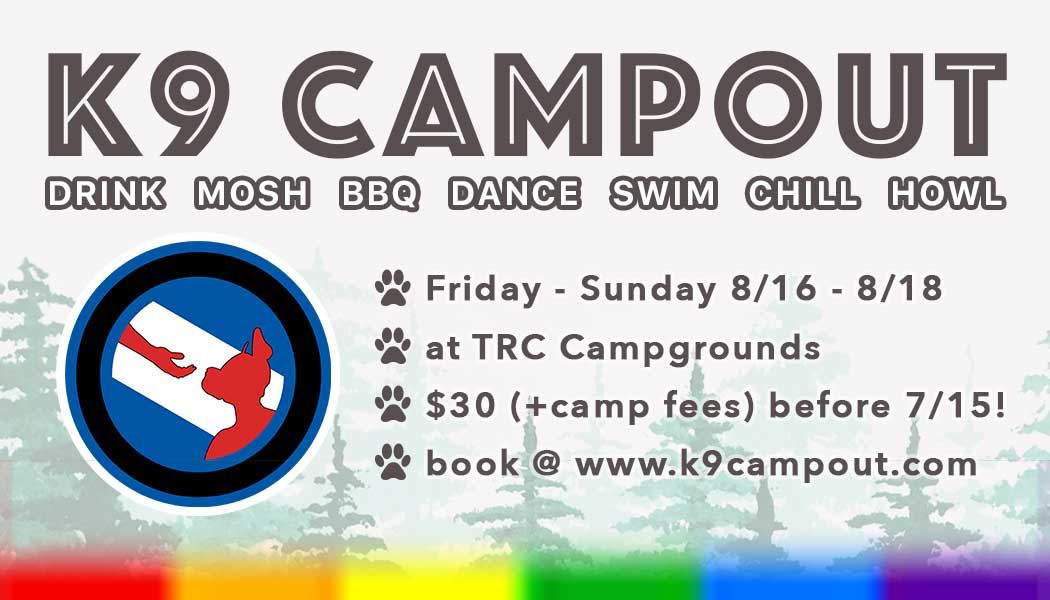 K9 CAMPOUT
DRINK MOSH BBQ DANCE SWIM CHILL HOWL
Friday - Sunday 8/16 - 8/18
at TRC Campgrounds
$30 (+camp fees) before 7/15!
book @ www.k9campout.com